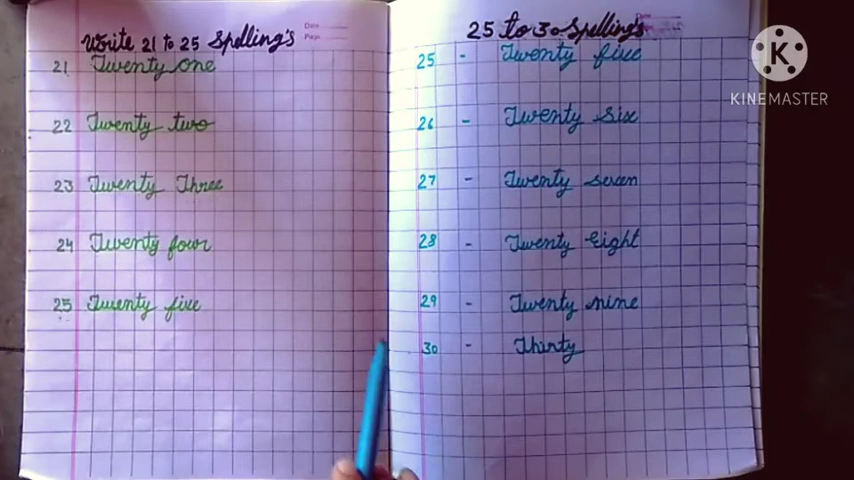 Write 21 to 25 Spelling's
Date
Page
21 Twenty one
22 Twenty two
23 Twenty Three
24 Twenty four
25 Twenty five
25 to 30 Spelling's
25 - Twenty five
26 - Twenty Six
27 - Twenty seven
28 - Twenty Eight
29 - Twenty nine
30 - Thirty
K
KINEMASTER